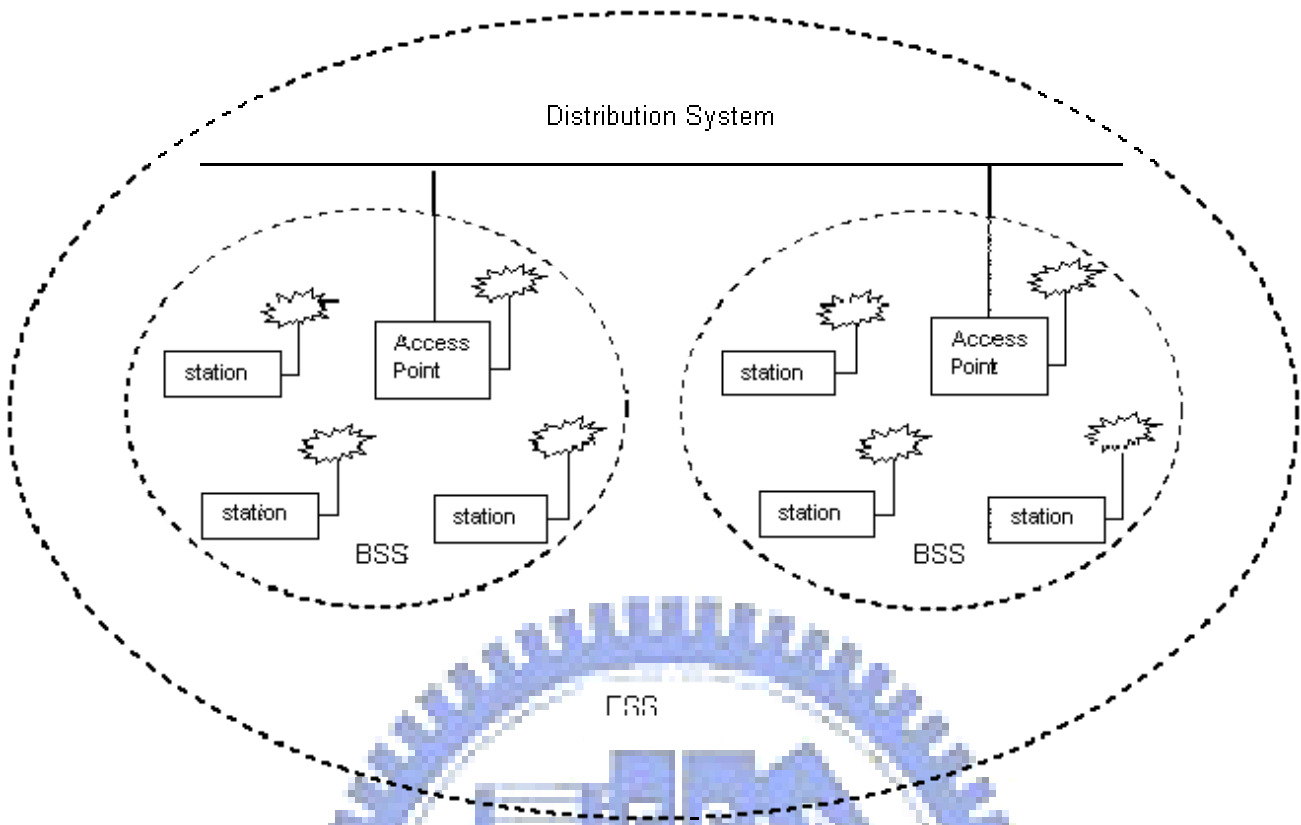 Distribution System
station
Access
Point
station
Access
Point
station
station
BSS
station
station
BSS
ESS